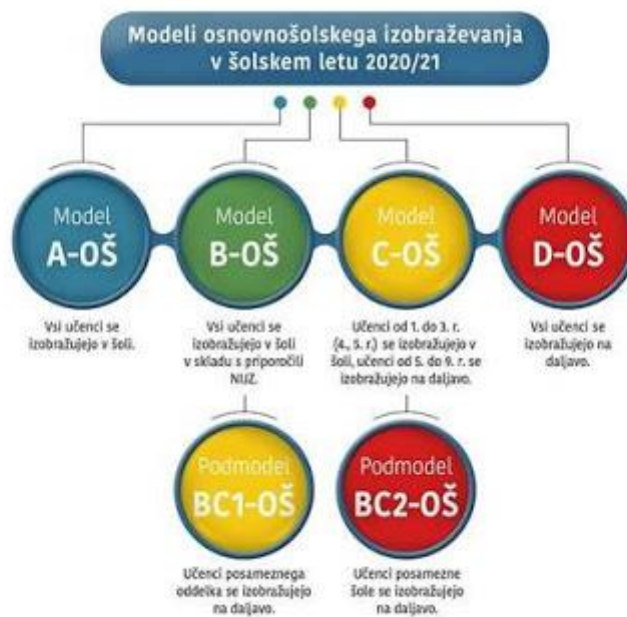 Modeli osnovnošolskega izobraževanja
v šolskem letu 2020/21
Model
A-OŠ
Vsi učenci se
izobražujejo v šoli.
Model
B-OŠ
Vsi učenci se
izobražujejo v šoli
v skladu s priporočili
NIJZ.
Model
C-OŠ
Učenci od 1. do 3. r.
(4., 5. r.) se izobražujejo v
šoli, učenci od 5. do 9. r. se
izobražujejo na daljavo.
Model
D-OŠ
Vsi učenci se
izobražujejo na
daljavo.
Podmodel
BC1-OŠ
Učenci posameznega
oddelka se izobražujejo
na daljavo.
Podmodel
BC2-OŠ
Učenci posamezne
šole se izobražujejo
na daljavo.